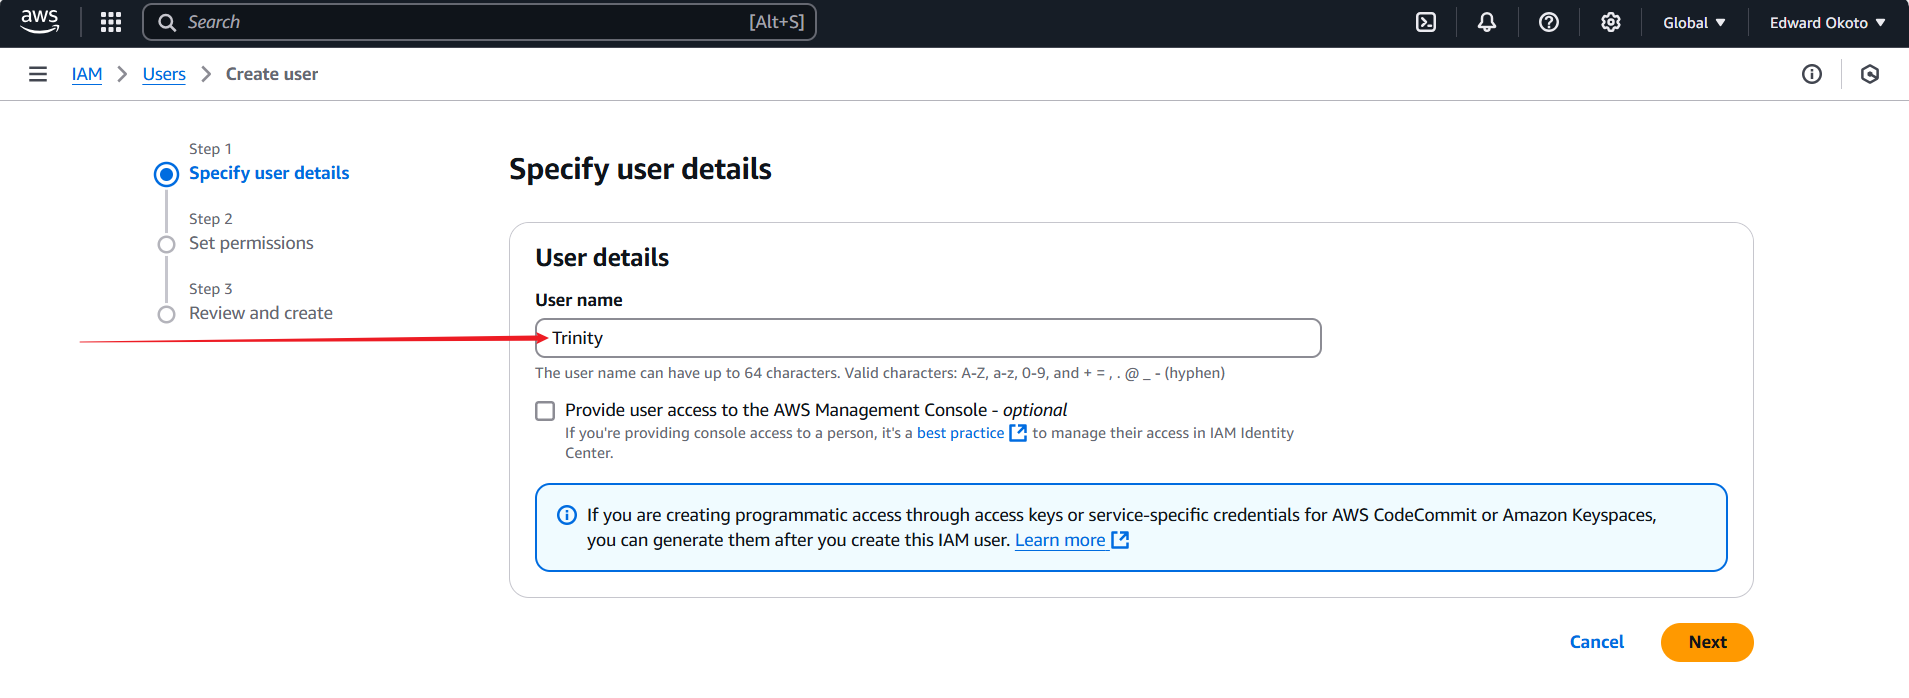 aws
Search [Alt+S]
Global
Edward Okoto
IAM
Users
Create user
Step 1
Specify user details
Step 2
Set permissions
Step 3
Review and create
Specify user details
User details
User name
Trinity
The user name can have up to 64 characters. Valid characters: A-Z, a-z, 0-9, and + = , . @ _ - (hyphen)
Provide user access to the AWS Management Console - optional
If you're providing console access to a person, it's a best practice to manage their access in IAM Identity
Center.
If you are creating programmatic access through access keys or service-specific credentials for AWS CodeCommit or Amazon Keyspaces,
you can generate them after you create this IAM user. Learn more
Cancel
Next